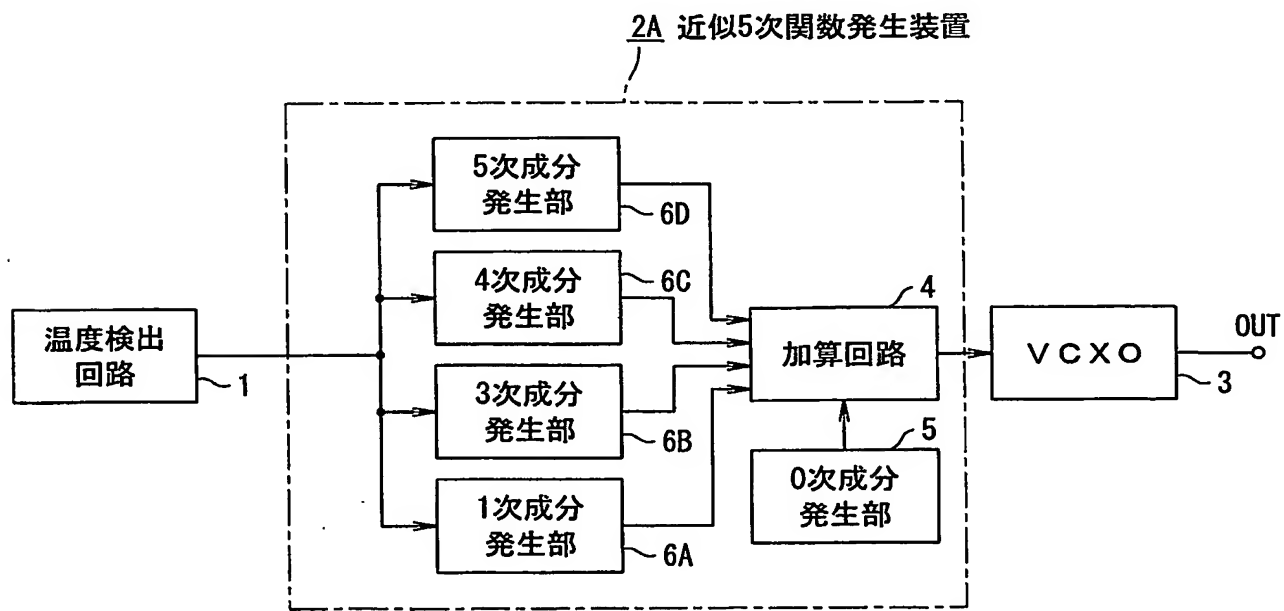 2A 近似5次関数発生装置
5次成分
発生部
6D
4次成分
発生部
6C
温度検出
回路
1
3次成分
発生部
6B
1次成分
発生部
6A
4
加算回路
5
0次成分
発生部
VCXO
3
OUT